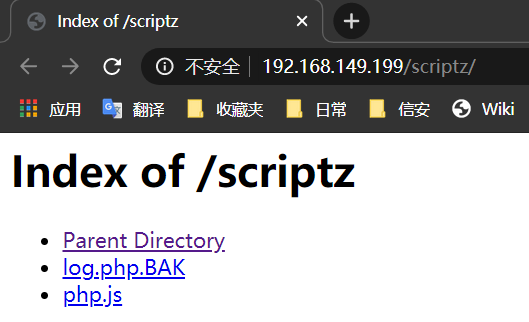 Index of /scriptz
不安全 192.168.149.199/scriptz/
应用 翻译 收藏夹 日常 信安 Wiki
Index of /scriptz
Parent Directory
log.php.BAK
php.js